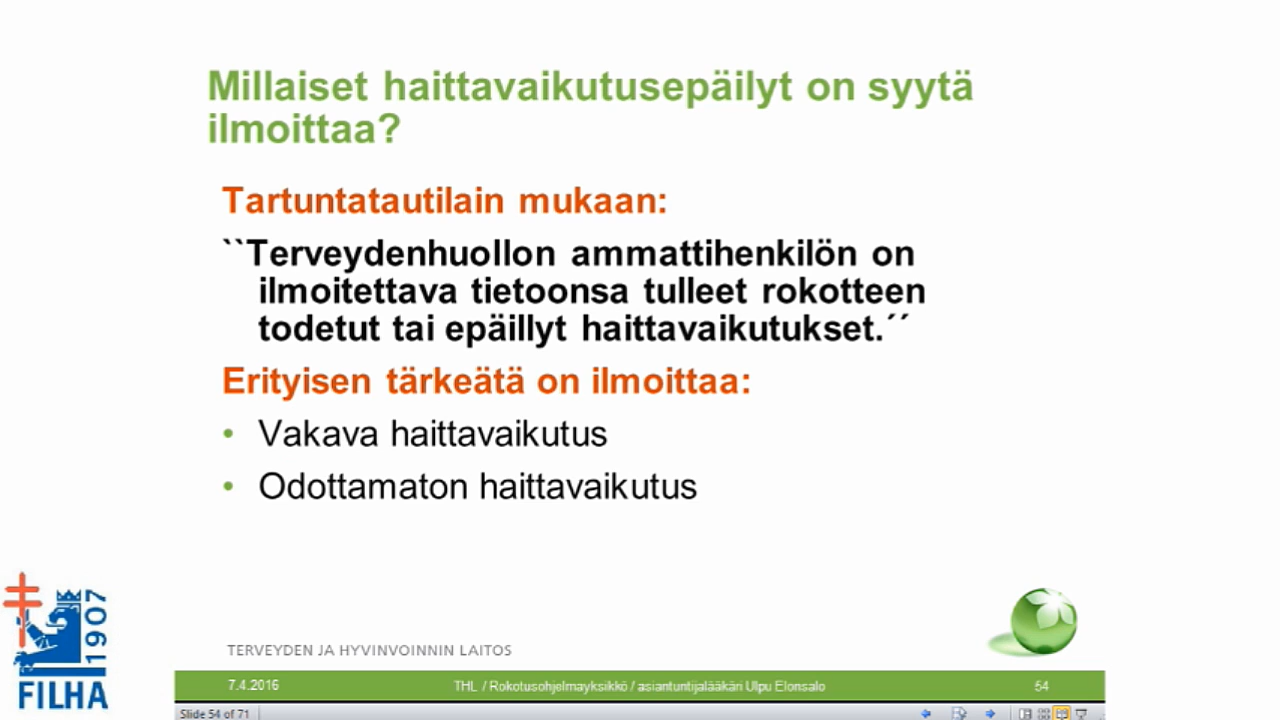 Millaiset haittavaikutusepäilyt on syytä
ilmoittaa?
Tartuntatautilain mukaan:
``Terveydenhuollon ammattihenkilön on
ilmoitettava tietoonsa tulleet rokotteen
todetut tai epäillyt haittavaikutukset.´´
Erityisen tärkeätä on ilmoittaa:
• Vakava haittavaikutus
• Odottamaton haittavaikutus
1907
FILHA
TERVEYDEN JA HYVINVOINNIN LAITOS
7.4.2016 THL / Rokotusohjelmayksikkö / asiantuntijalääkäri Ulpu Elonsalo 54
Slide 54 of 71